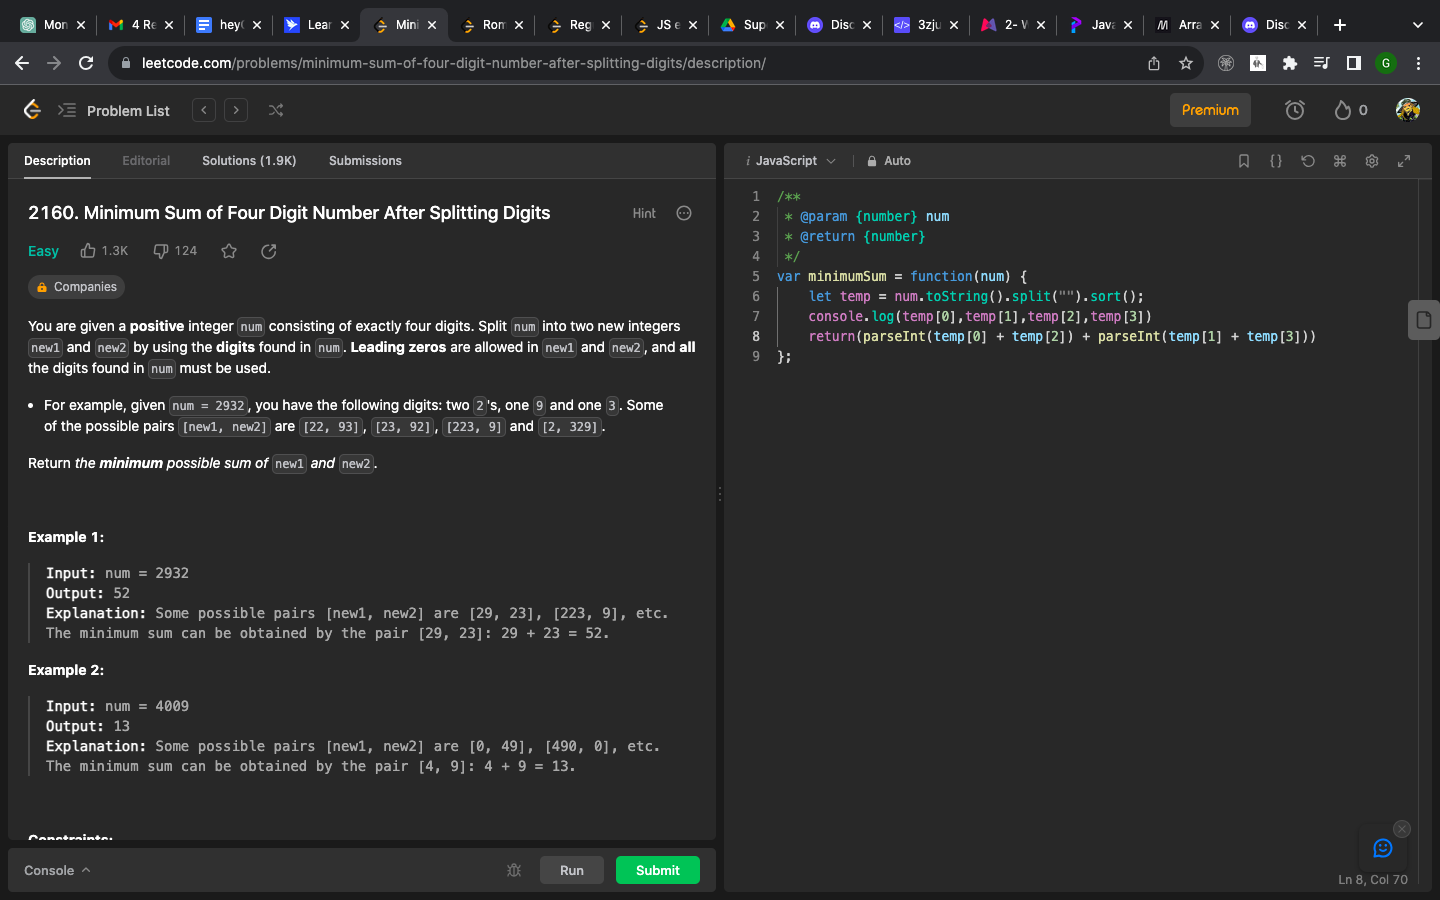 Mon
4 Re
hey
Lear
Mini
Rom
Reg
JS e
Sup
Disc
3zju
2- W
Java
Arra
Disc
leetcode.com/problems/minimum-sum-of-four-digit-number-after-splitting-digits/description/
G
Problem List
Premium
0
Description Editorial Solutions (1.9K) Submissions
2160. Minimum Sum of Four Digit Number After Splitting Digits
Hint
Easy 1.3K 124
Companies
You are given a positive integer num consisting of exactly four digits. Split num into two new integers
new1 and new2 by using the digits found in num. Leading zeros are allowed in new1 and new2, and all
the digits found in num must be used.
• For example, given num = 2932, you have the following digits: two 2's, one 9 and one 3. Some
of the possible pairs [new1, new2] are [22, 93], [23, 92], [223, 9] and [2, 329].
Return the minimum possible sum of new1 and new2.
Example 1:
Input: num = 2932
Output: 52
Explanation: Some possible pairs [new1, new2] are [29, 23], [223, 9], etc.
The minimum sum can be obtained by the pair [29, 23]: 29 + 23 = 52.
Example 2:
Input: num = 4009
Output: 13
Explanation: Some possible pairs [new1, new2] are [0, 49], [490, 0], etc.
The minimum sum can be obtained by the pair [4, 9]: 4 + 9 = 13.
Constraints:
Console
Run
Submit
i JavaScript
Auto
1 /**
2 * @param {number} num
3 * @return {number}
4 */
5 var minimumSum = function(num) {
6 let temp = num.toString().split("").sort();
7 console.log(temp[0],temp[1],temp[2],temp[3])
8 return(parseInt(temp[0] + temp[2]) + parseInt(temp[1] + temp[3]))
9 };
Ln 8, Col 70